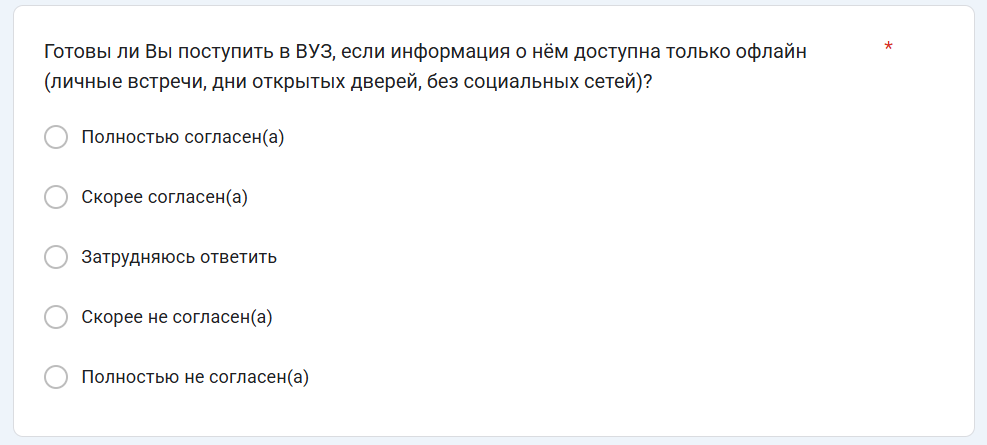 Готовы ли Вы поступить в ВУЗ, если информация о нём доступна только офлайн *
(личные встречи, дни открытых дверей, без социальных сетей)?
Полностью согласен(а)
Скорее согласен(а)
Затрудняюсь ответить
Скорее не согласен(а)
Полностью не согласен(а)